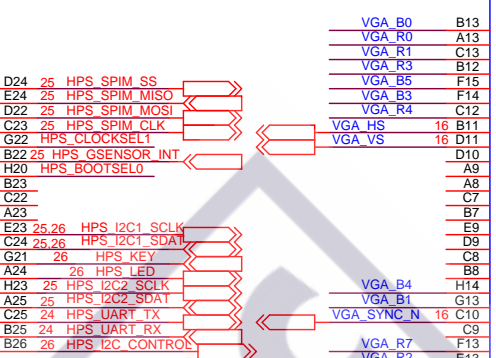 VGA_B0 B13
VGA_R0 A13
VGA_R1 C13
VGA_R3 B12
D24 25 HPS_SPIM_SS VGA_B5 F15
E24 25 HPS_SPIM_MISO VGA_B3 F14
D22 25 HPS_SPIM_MOSI VGA_R4 C12
C23 25 HPS_SPIM_CLK VGA_HS 16 B11
G22 HPS_CLOCKSEL1 VGA_VS 16 D11
B22 25 HPS_GSENSOR_INT D10
H20 HPS_BOOTSEL0 A9
B23 A8
C22 C7
A23 B7
E23 25,26 HPS_I2C1_SCLK E9
C24 25,26 HPS_I2C1_SDAT D9
G21 26 HPS_KEY C8
A24 26 HPS_LED B8
H23 25 HPS_I2C2_SCLK VGA_B4 H14
A25 25 HPS_I2C2_SDAT VGA_B1 G13
C25 24 HPS_UART_TX VGA_SYNC_N 16 C10
B25 24 HPS_UART_RX C9
B26 26 HPS_I2C_CONTROL VGA_R7 F13
VGA_R2 E13